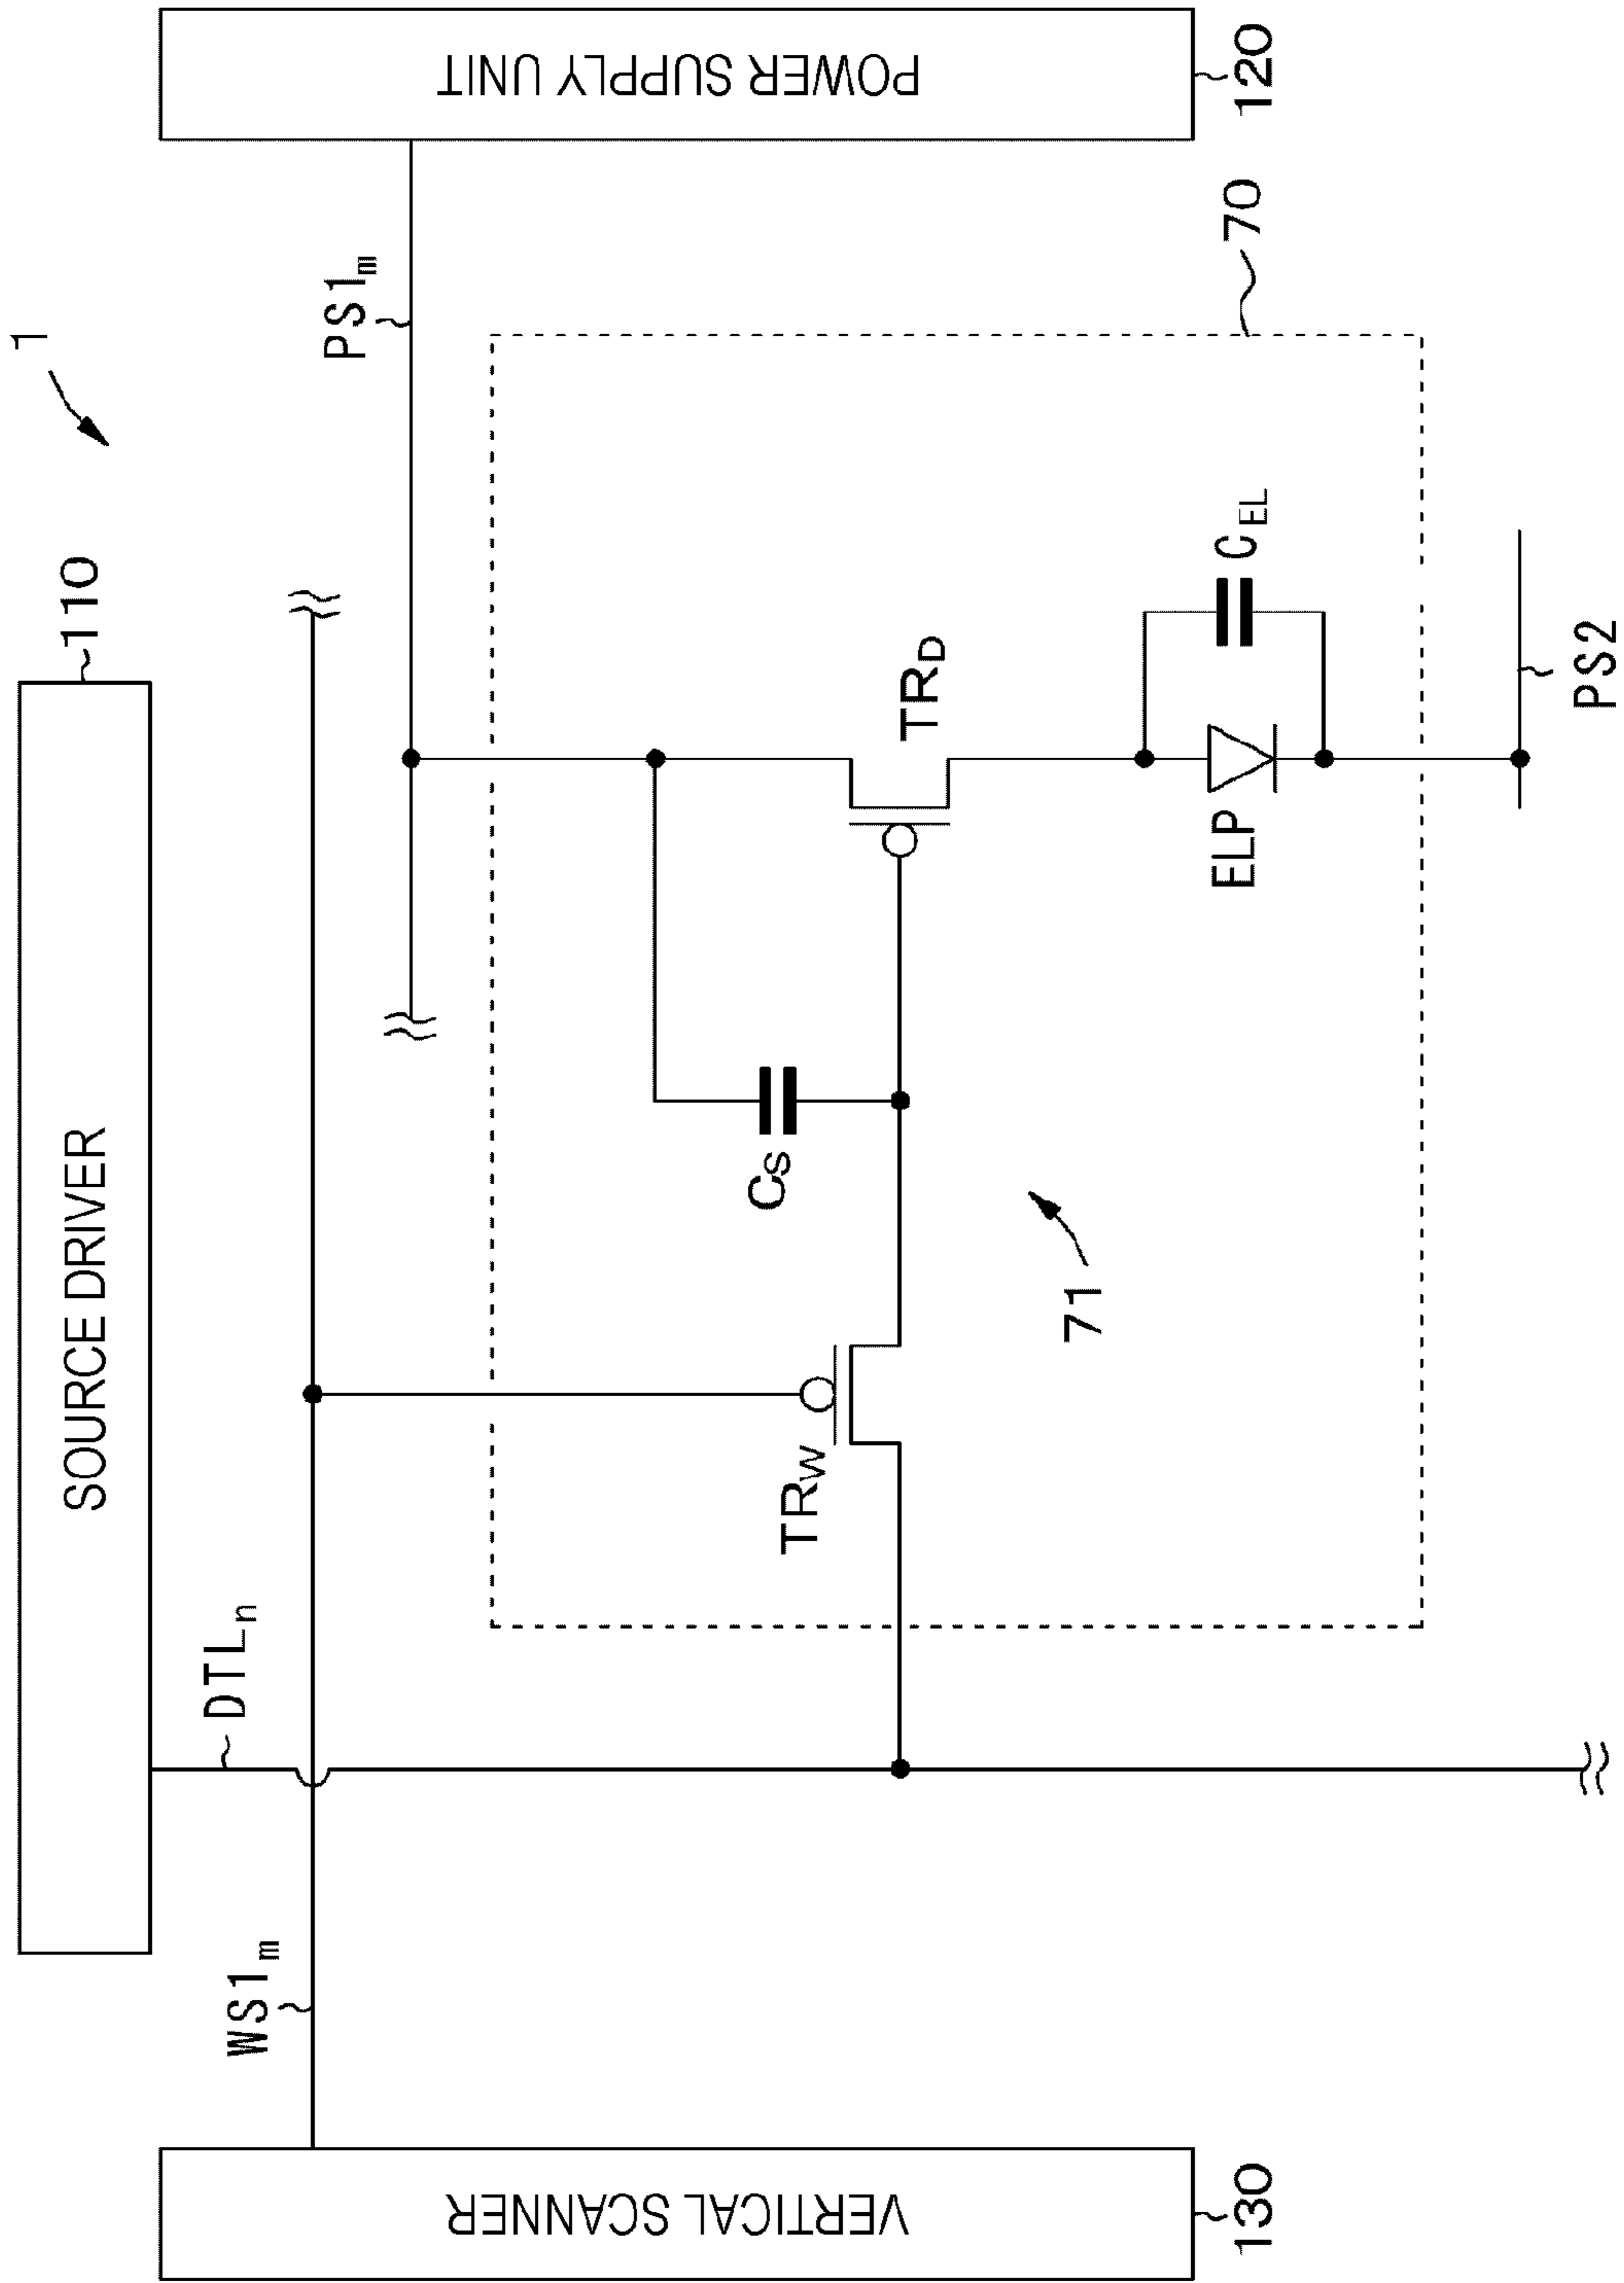 1
SOURCE DRIVER
110
DTLn
WS1m
PS1m
VERTICAL SCANNER
130
POWER SUPPLY UNIT
120
70
TRW
CS
TRD
71
ELP
CEL
PS2